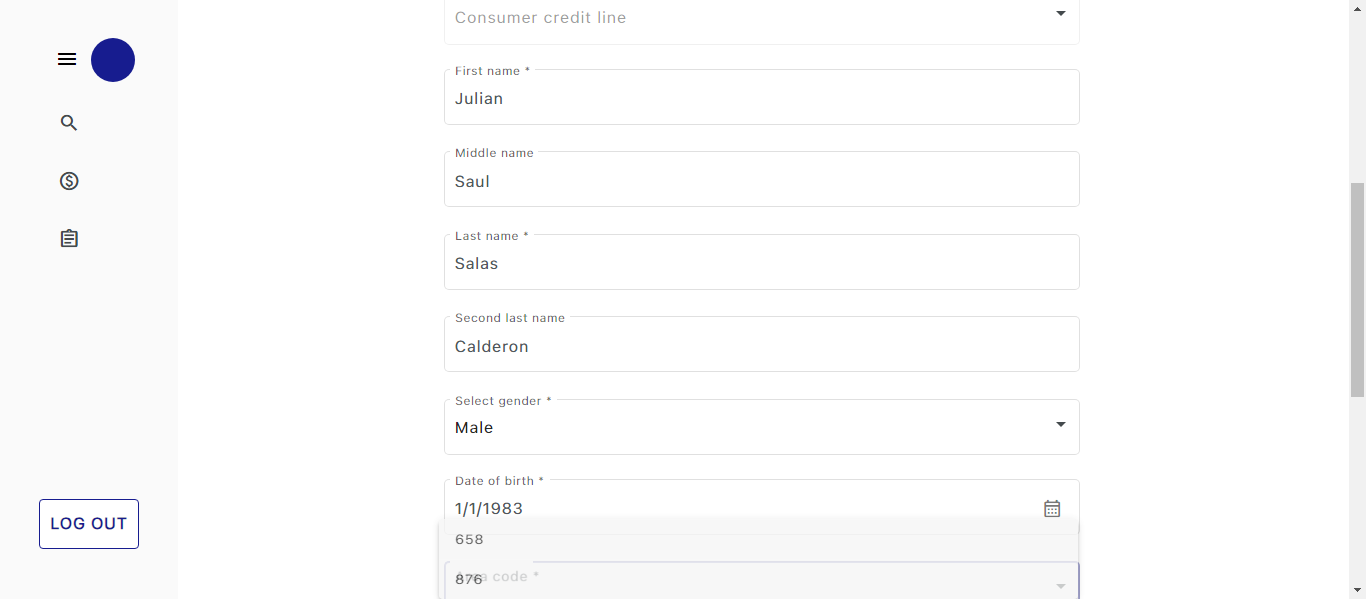 Consumer credit line
First name *
Julian
Middle name
Saul
Last name *
Salas
Second last name
Calderon
Select gender *
Male
Date of birth *
1/1/1983
658
Area code *
876
LOG OUT